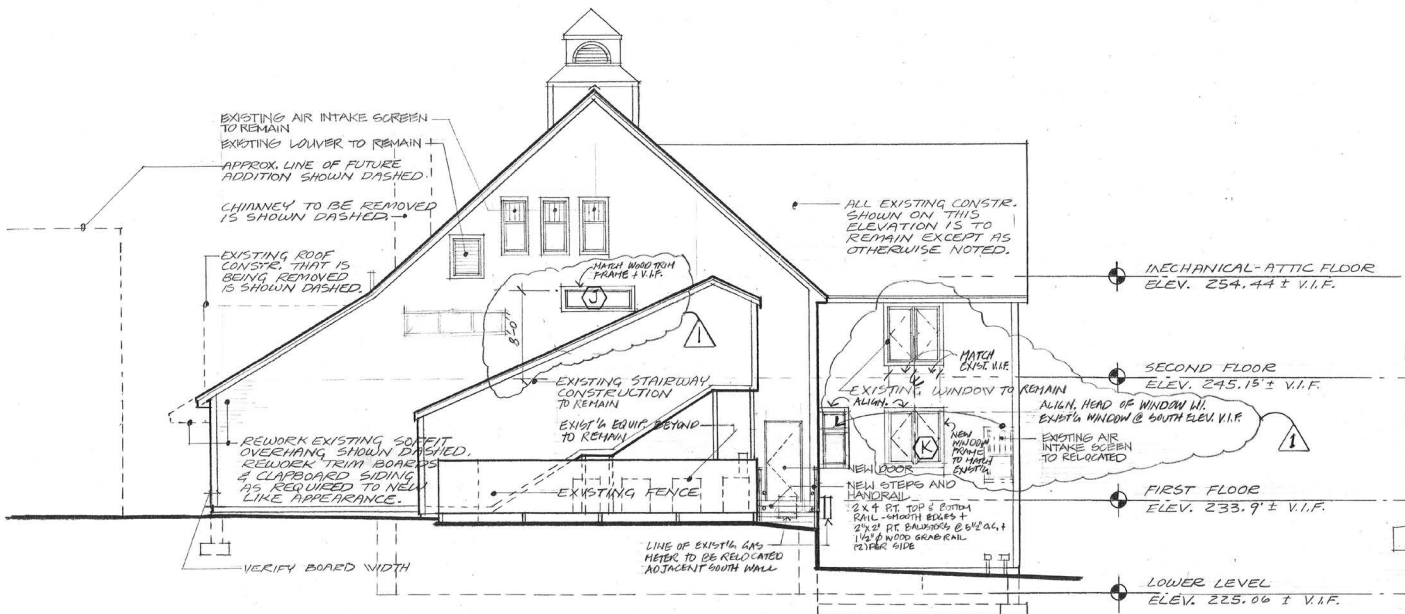 EXISTING AIR INTAKE SCREEN
TO REMAIN
EXISTING LOUVER TO REMAIN
APPROX. LINE OF FUTURE
ADDITION SHOWN DASHED.
CHIMNEY TO BE REMOVED
IS SHOWN DASHED.
EXISTING ROOF
CONSTR. THAT IS
BEING REMOVED
IS SHOWN DASHED.
REWORK EXISTING SOFFIT
OVERHANG SHOWN DASHED.
REWORK TRIM BOARDS
& CLAPBOARD SIDING
AS REQUIRED TO NEW
LIKE APPEARANCE.
VERIFY BOARD WIDTH
MATCH WOOD TRIM
FRAME + V.I.F.
J
8'-0"
1
EXISTING STAIRWAY
CONSTRUCTION
TO REMAIN
EXIST'G EQUIP. BEYOND
TO REMAIN
EXISTING FENCE
LINE OF EXIST'G GAS
METER TO BE RELOCATED
ADJACENT SOUTH WALL
ALL EXISTING CONSTR.
SHOWN ON THIS
ELEVATION IS TO
REMAIN EXCEPT AS
OTHERWISE NOTED.
MATCH
EXIST. V.I.F.
EXISTING WINDOW TO REMAIN
ALIGN.
ALIGN. HEAD OF WINDOW W/.
EXIST'G WINDOW @ SOUTH ELEV. V.I.F.
1
K
NEW
WINDOW
FRAME
TO MATCH
EXIST'G
EXISTING AIR
INTAKE SCEEN
TO RELOCATED
NEW DOOR
NEW STEPS AND
HANDRAIL
2 X 4 P.T. TOP & BOTTOM
RAIL - SMOOTH EDGES +
2"X2" P.T. BALUSTERS @ 5½" O.C. +
1½" Ø WOOD GRAB RAIL
(2) PER SIDE
MECHANICAL-ATTIC FLOOR
ELEV. 254.44 ± V.I.F.
SECOND FLOOR
ELEV. 245.15' ± V.I.F.
FIRST FLOOR
ELEV. 233.9' ± V.I.F.
LOWER LEVEL
ELEV. 225.06 ± V.I.F.